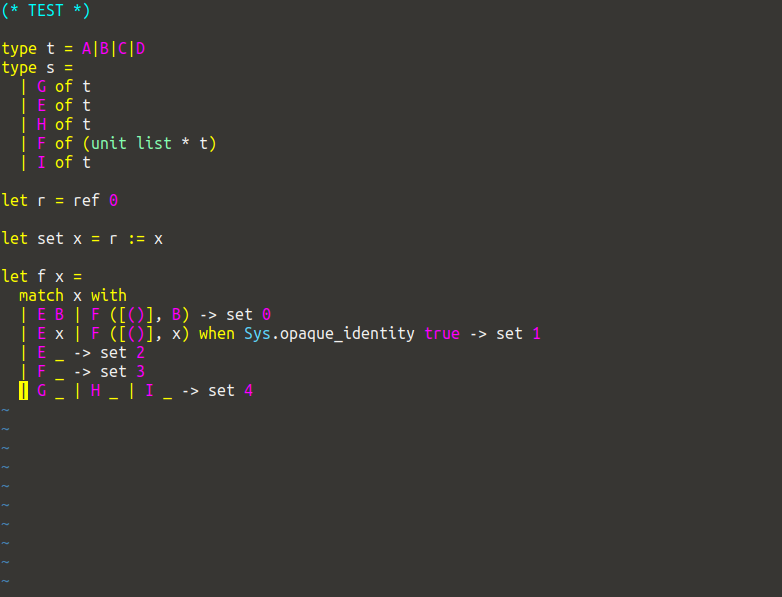 (* TEST *)

type t = A|B|C|D
type s =
  | G of t
  | E of t
  | H of t
  | F of (unit list * t)
  | I of t

let r = ref 0

let set x = r := x

let f x =
  match x with
  | E B | F ([()], B) -> set 0
  | E x | F ([()], x) when Sys.opaque_identity true -> set 1
  | E _ -> set 2
  | F _ -> set 3
  | G _ | H _ | I _ -> set 4
~
~
~
~
~
~
~
~
~
~